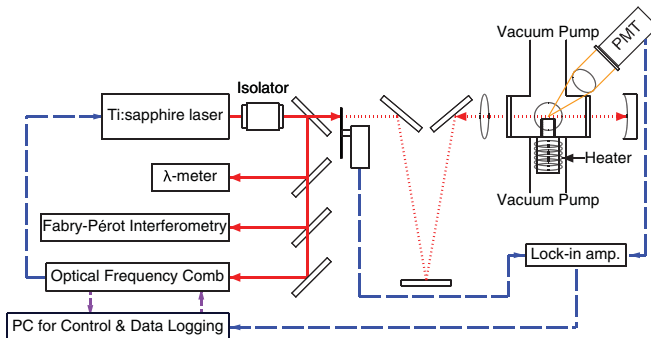 Vacuum Pump
PMT
Isolator
Ti:sapphire laser
λ-meter
Heater
Vacuum Pump
Fabry-Pérot Interferometry
Lock-in amp.
Optical Frequency Comb
PC for Control & Data Logging